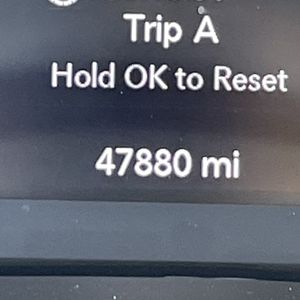 Trip A
Hold OK to Reset
47880 mi